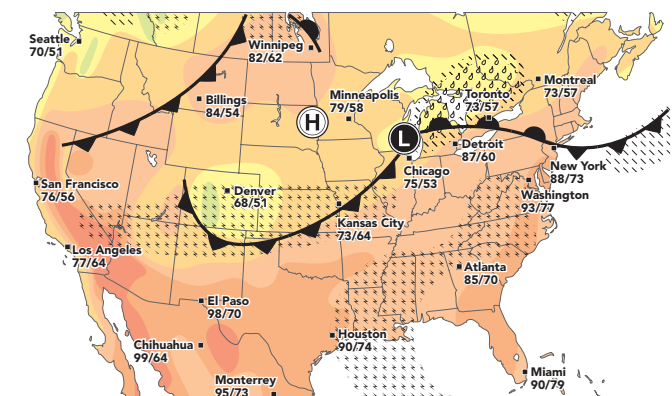 Seattle
70/51
Winnipeg
82/62
Billings
84/54
Minneapolis
79/58
Toronto
73/57
Montreal
73/57
H
L
Detroit
87/60
Chicago
75/53
New York
88/73
Washington
93/77
San Francisco
76/56
Denver
68/51
Kansas City
73/64
Los Angeles
77/64
Atlanta
85/70
El Paso
98/70
Houston
90/74
Chihuahua
99/64
Miami
90/79
Monterrey
95/73